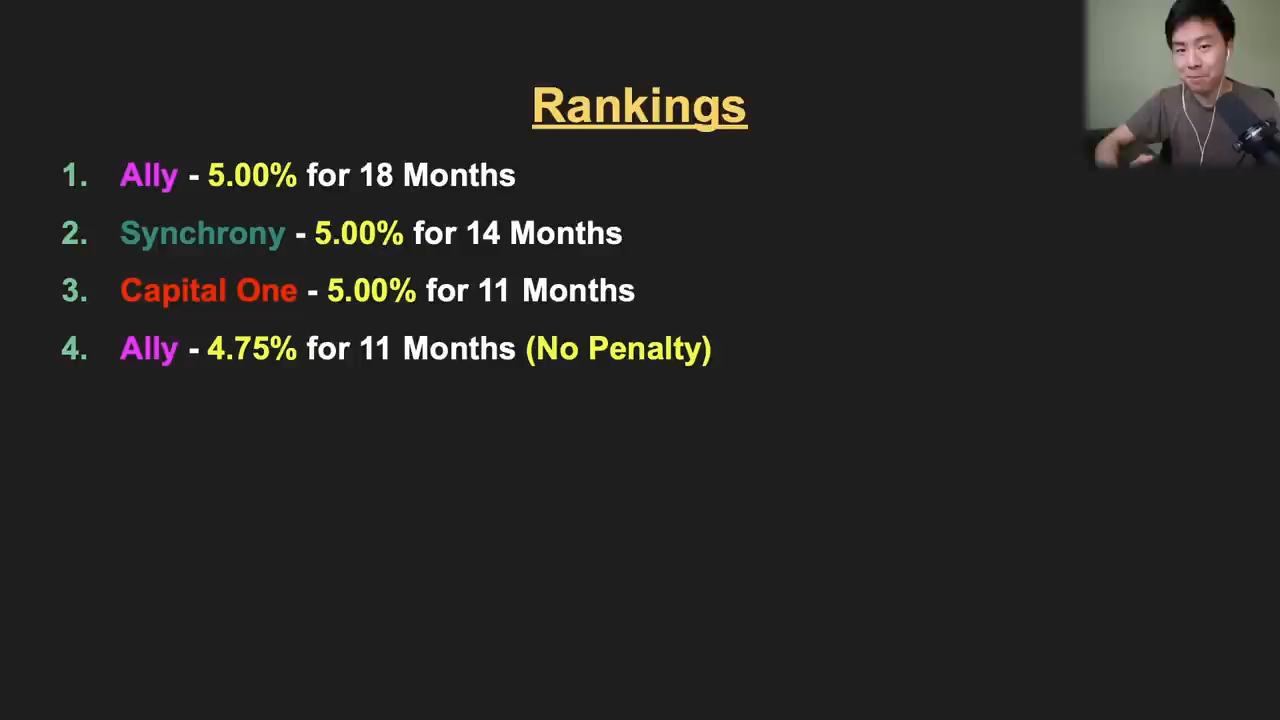 Rankings
1. Ally - 5.00% for 18 Months
2. Synchrony - 5.00% for 14 Months
3. Capital One - 5.00% for 11 Months
4. Ally - 4.75% for 11 Months (No Penalty)